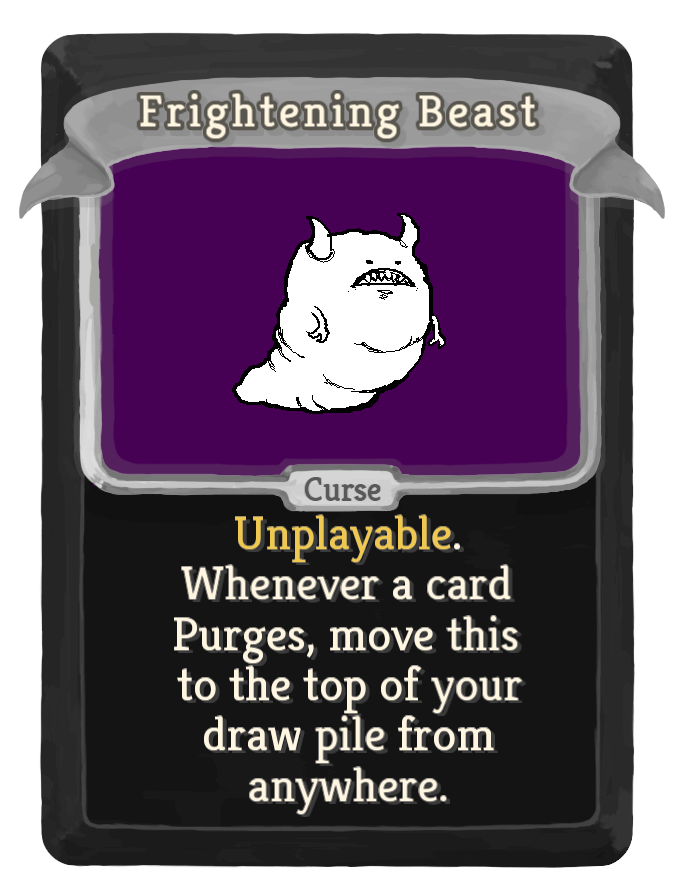 Frightening Beast
Curse
Unplayable.
Whenever a card
Purges, move this
to the top of your
draw pile from
anywhere.